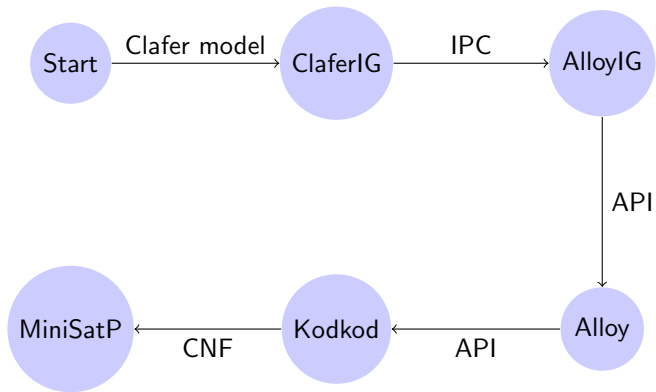 Start
Clafer model
ClaferIG
IPC
AlloyIG
API
MiniSatP
CNF
Kodkod
API
Alloy